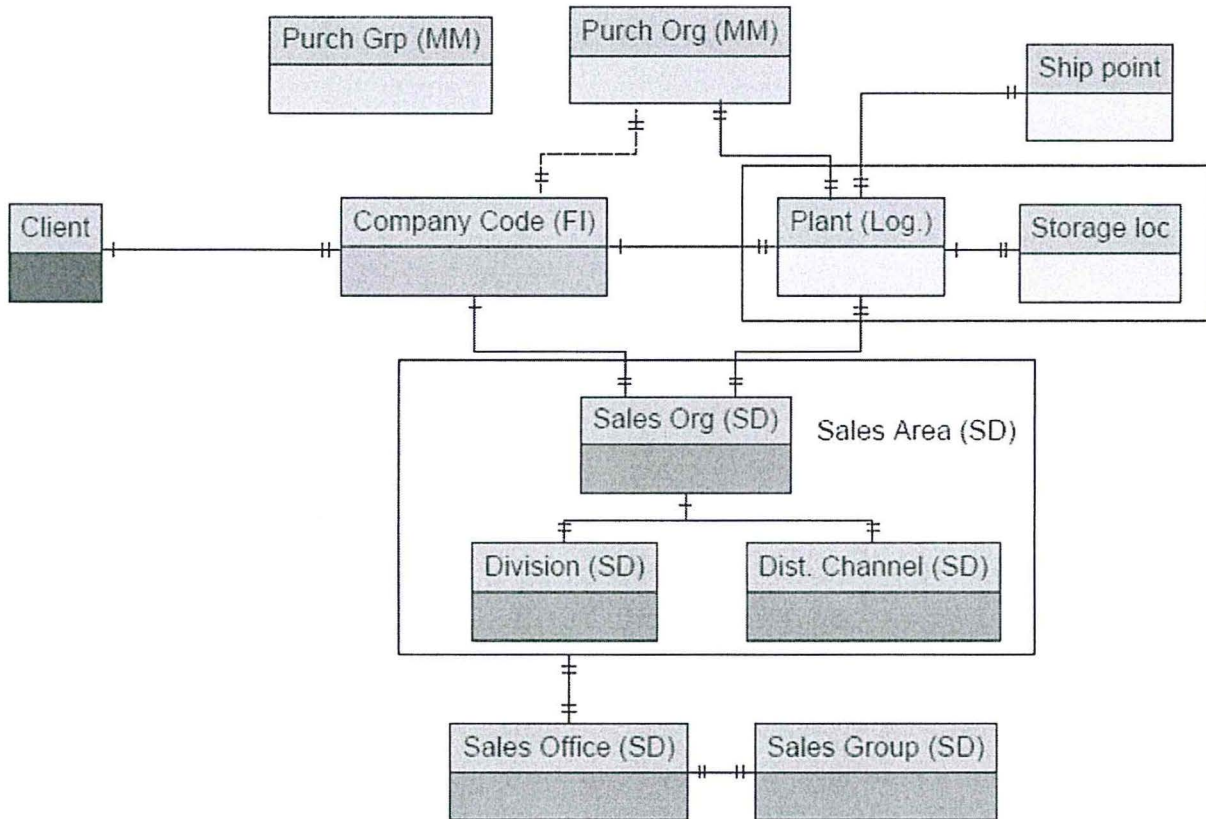 Purch Grp (MM)
Purch Org (MM)
Ship point
Client
Company Code (FI)
Plant (Log.)
Storage loc
Sales Org (SD)
Sales Area (SD)
Division (SD)
Dist. Channel (SD)
Sales Office (SD)
Sales Group (SD)